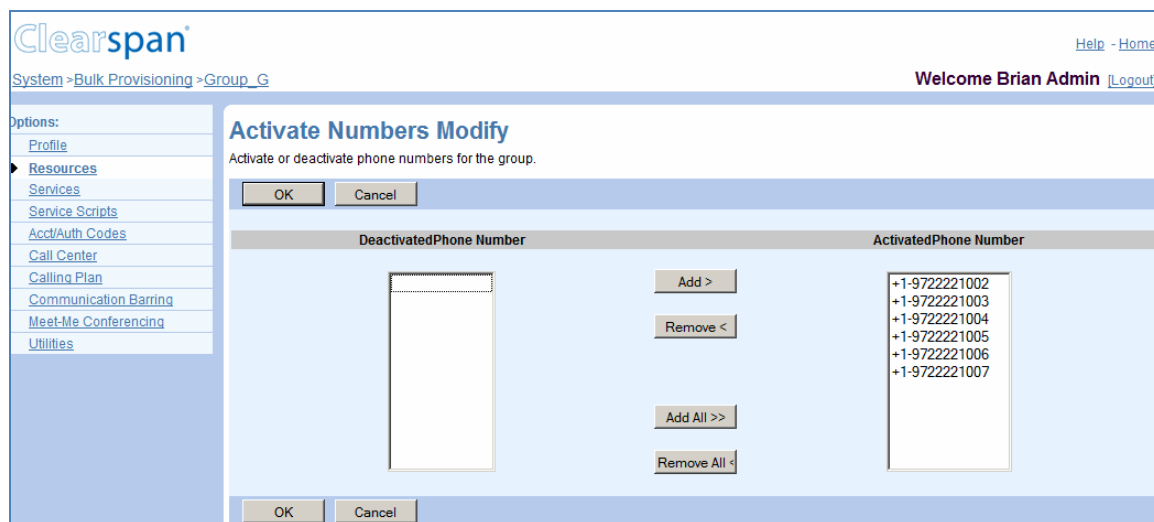 Clearspan
Help - Home
System >Bulk Provisioning >Group_G
Welcome Brian Admin [Logout]
Options:
Profile
Resources
Services
Service Scripts
Acct/Auth Codes
Call Center
Calling Plan
Communication Barring
Meet-Me Conferencing
Utilities
Activate Numbers Modify
Activate or deactivate phone numbers for the group.
OK Cancel
DeactivatedPhone Number
ActivatedPhone Number
Add >
Remove <
Add All >>
Remove All <
+1-9722221002
+1-9722221003
+1-9722221004
+1-9722221005
+1-9722221006
+1-9722221007
OK Cancel